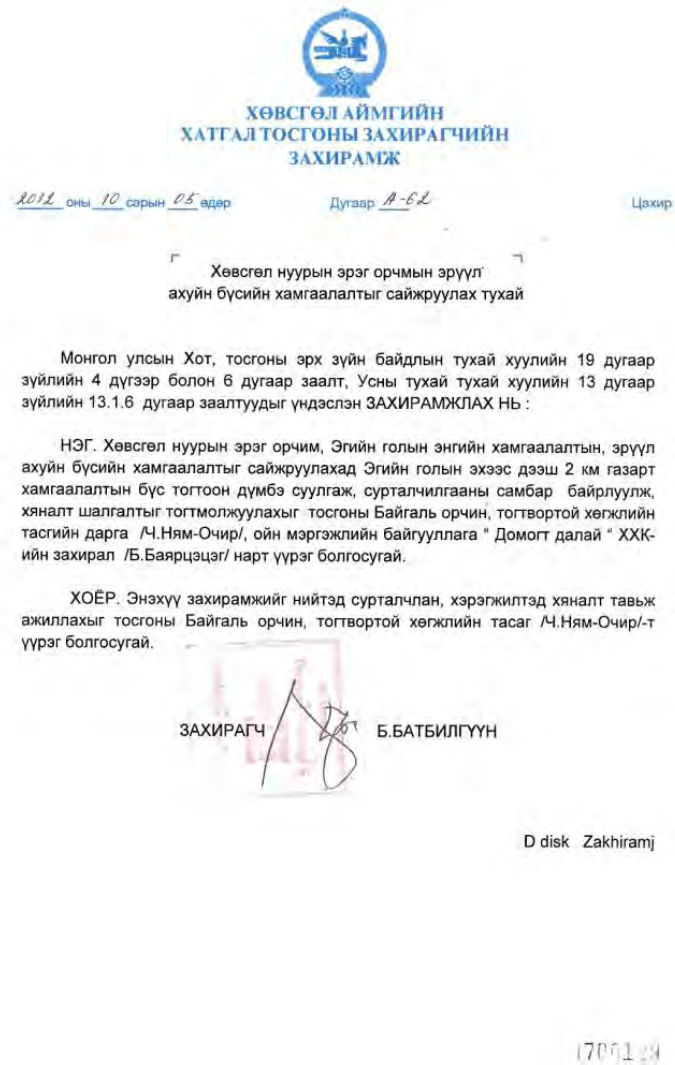 ХӨВСГӨЛ АЙМГИЙН
ХАТГАЛ ТОСГОНЫ ЗАХИРАГЧИЙН
ЗАХИРАМЖ
2012 оны 10 сарын 05 өдөр Дугаар А-62 Цахир
Хөвсгөл нуурын эрэг орчмын эрүүл
ахуйн бүсийн хамгаалалтыг сайжруулах тухай
Монгол улсын Хот, тосгоны эрх зүйн байдлын тухай хуулийн 19 дугаар
зүйлийн 4 дүгээр болон 6 дугаар заалт, Усны тухай тухай хуулийн 13 дугаар
зүйлийн 13.1.6 дугаар заалтуудыг үндэслэн ЗАХИРАМЖЛАХ НЬ :
НЭГ. Хөвсгөл нуурын эрэг орчим, Эгийн голын энгийн хамгаалалтын, эрүүл
ахуйн бүсийн хамгаалалтыг сайжруулахад Эгийн голын эхээс дээш 2 км газарт
хамгаалалтын бүс тогтоон дүмбэ суулгаж, сурталчилгааны самбар байрлуулж,
хяналт шалгалтыг тогтмолжуулахыг тосгоны Байгаль орчин, тогтвортой хөгжлийн
тасгийн дарга /Ч.Ням-Очир/, ойн мэргэжлийн байгууллага " Домогт далай " ХХК-
ийн захирал /Б.Баярцэцэг/ нарт үүрэг болгосугай.
ХОЁР. Энэхүү захирамжийг нийтэд сурталчлан, хэрэгжилтэд хяналт тавьж
ажиллахыг тосгоны Байгаль орчин, тогтвортой хөгжлийн тасаг /Ч.Ням-Очир/-т
үүрэг болгосугай.
ЗАХИРАГЧ Б.БАТБИЛГҮҮН
D disk Zakhiramj